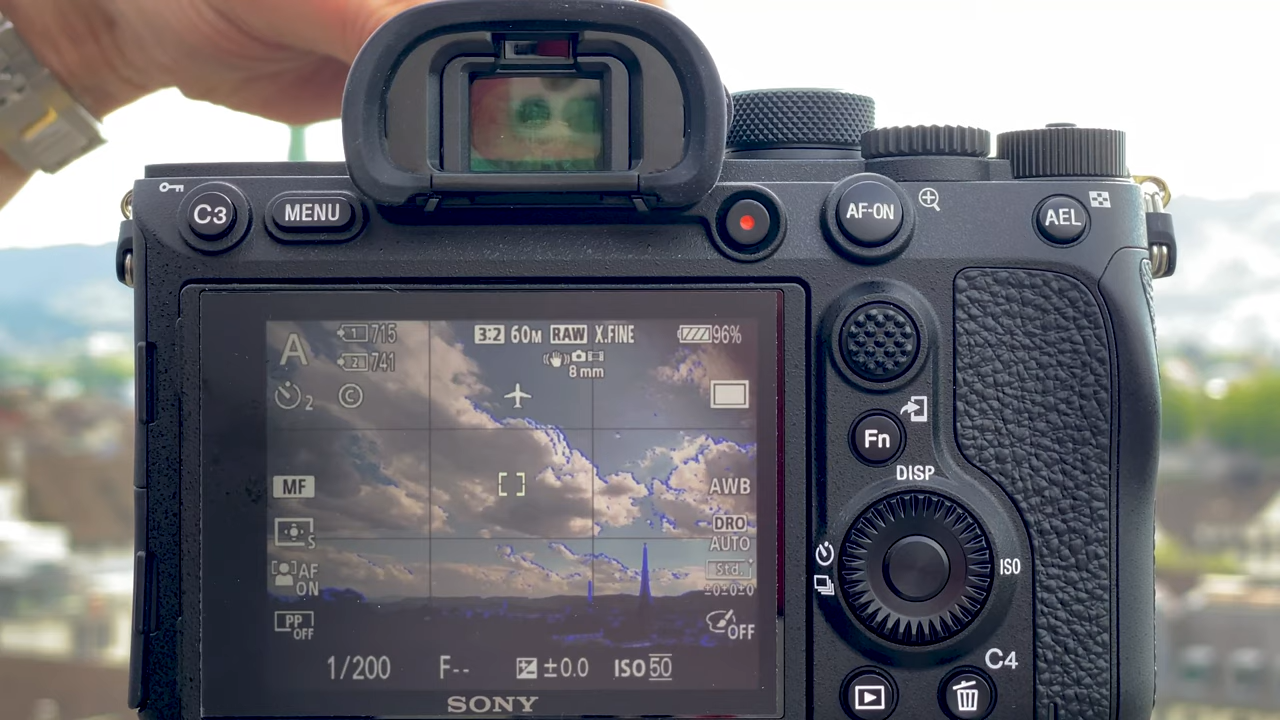 C3
MENU
AF-ON
AEL
A
1 715
3:2 60M RAW X.FINE
96%
2 741
8 mm
2
C
MF
AWB
S
DRO
AUTO
AF
ON
Std.
±0±0±0
PP
OFF
OFF
1/200 F-- ±0.0 ISO 50
SONY
Fn
DISP
ISO
C4